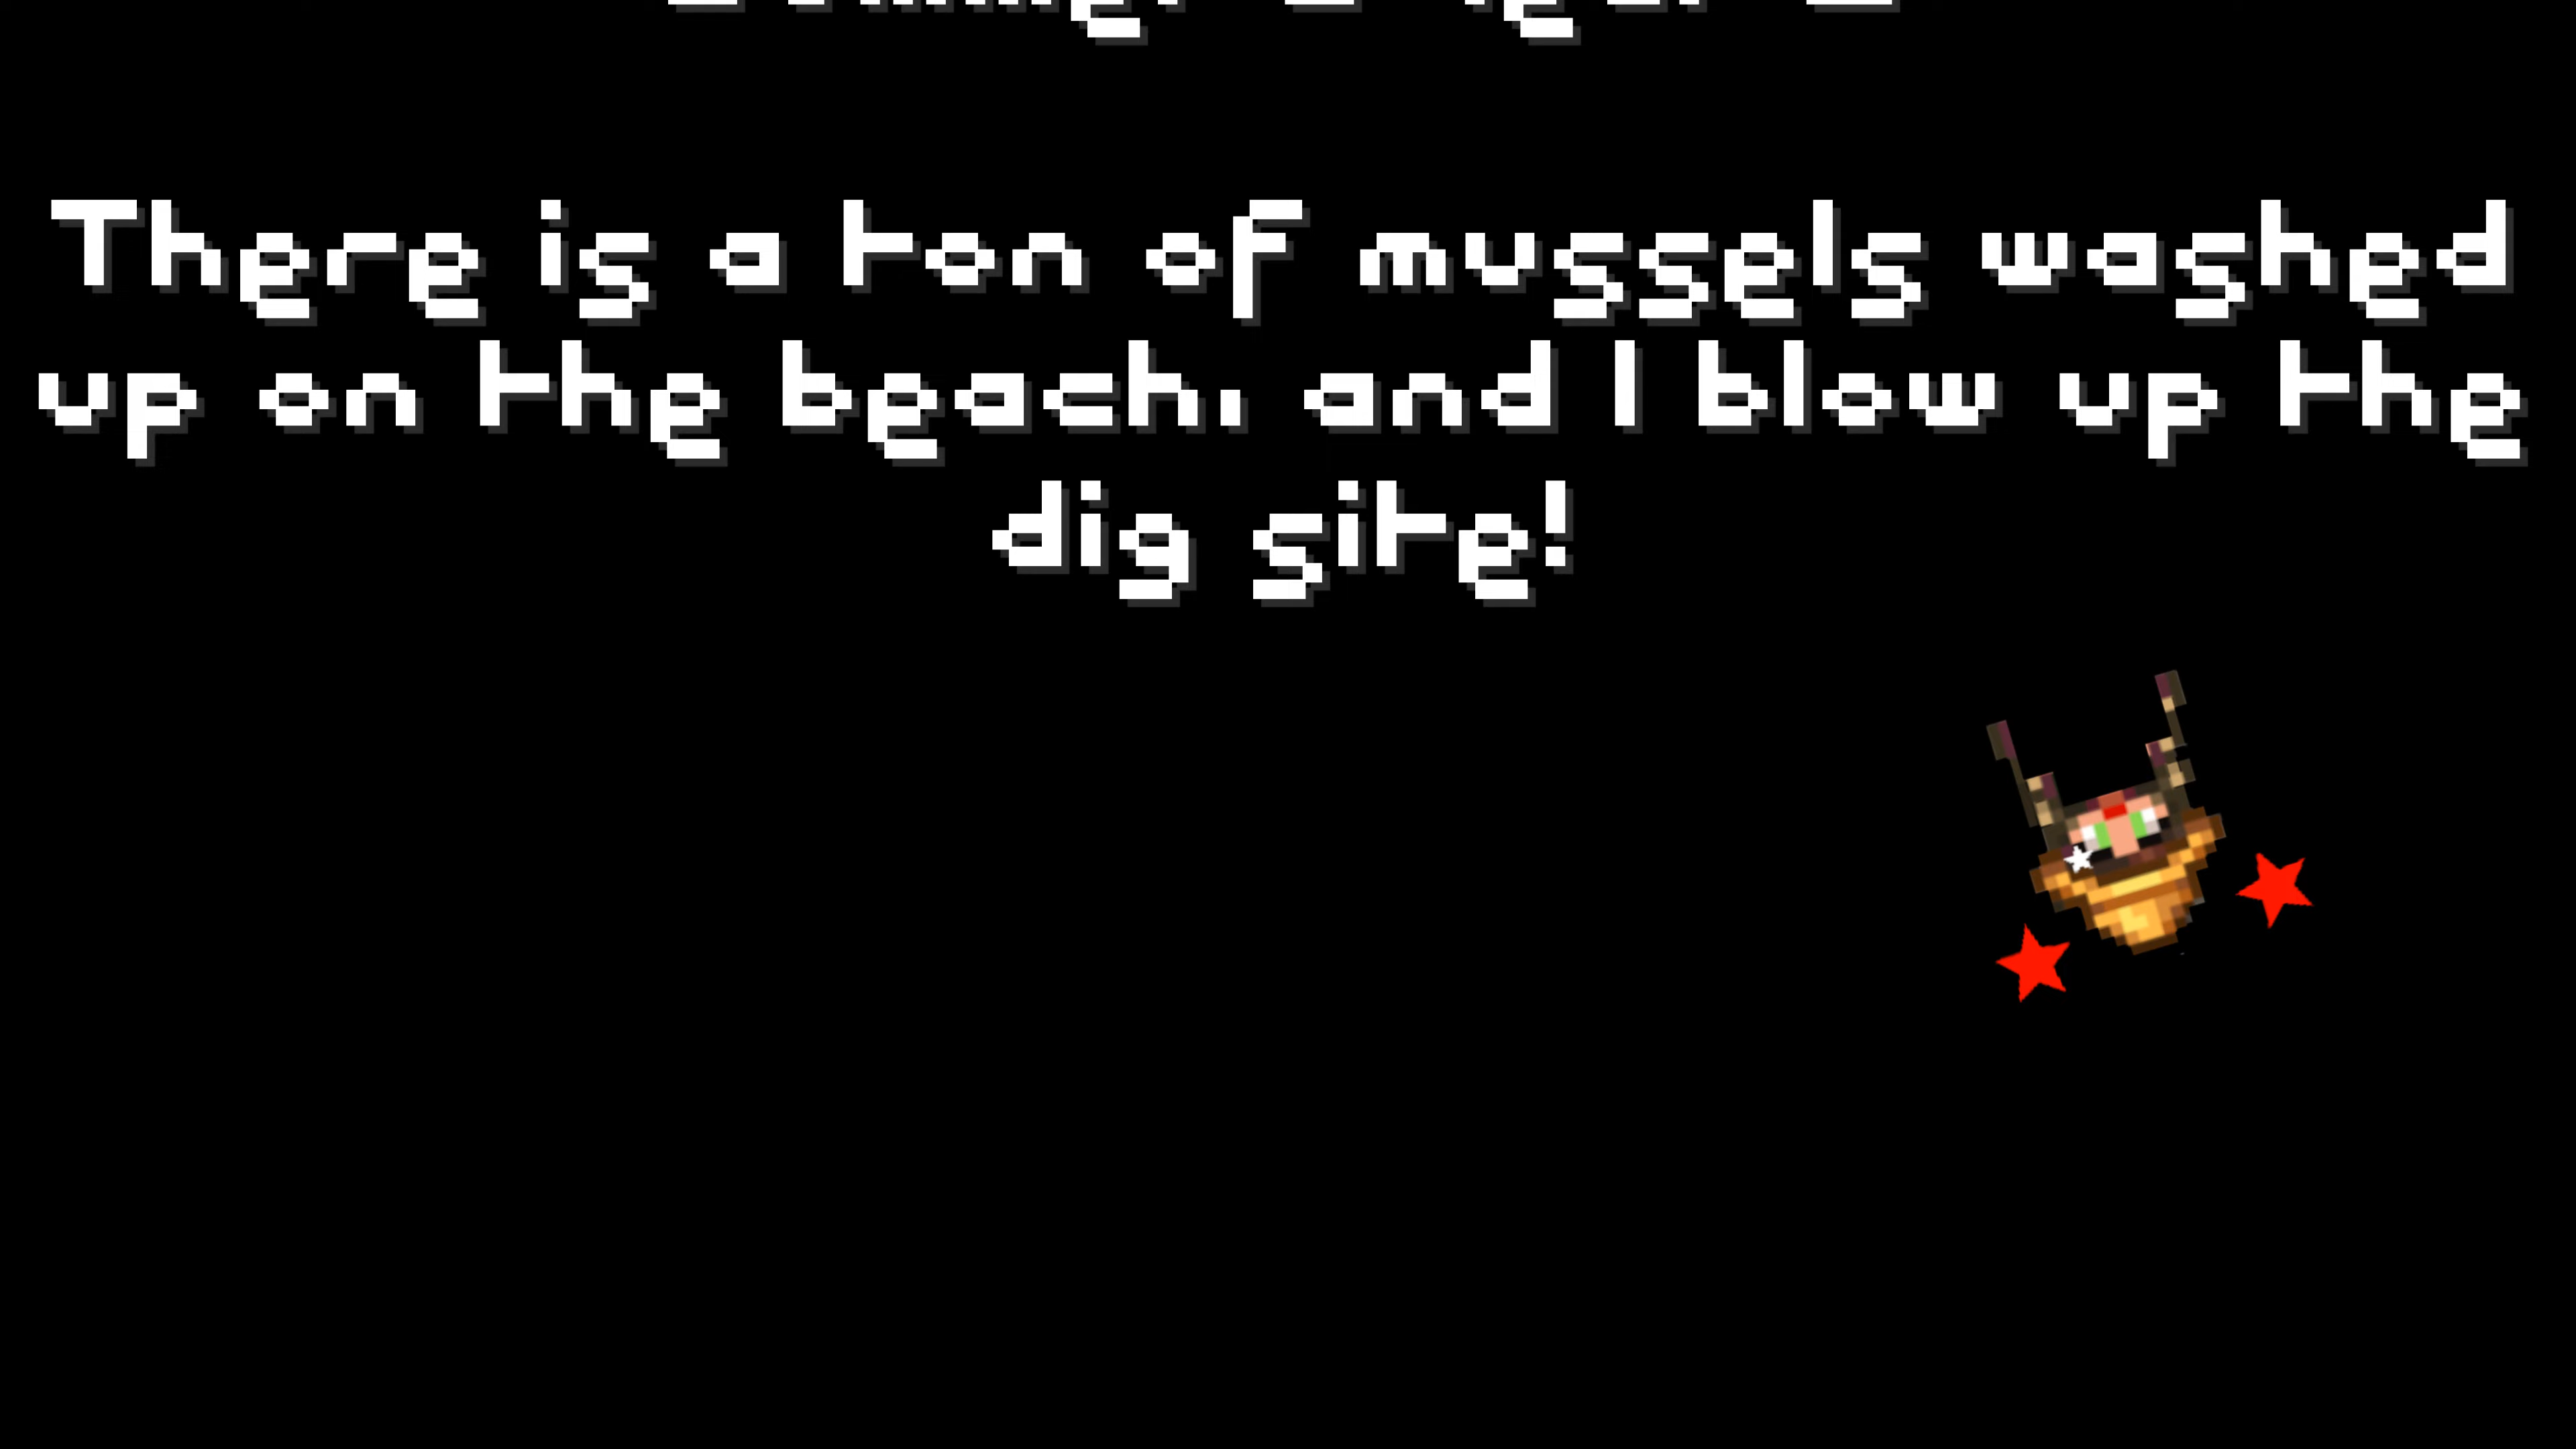 There is a ton of mussels washed
up on the beach, and I blow up the
dig site!